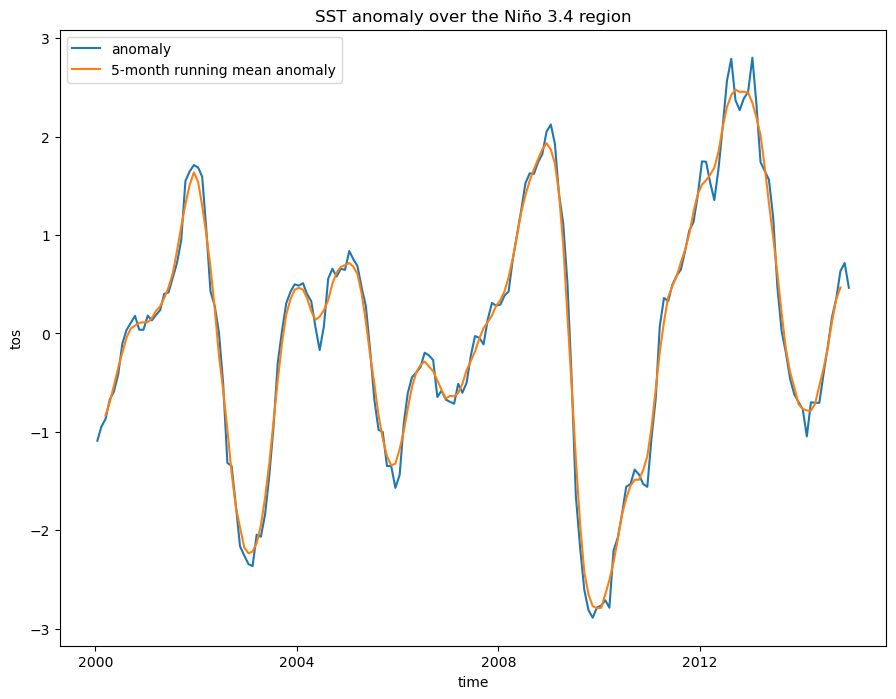 SST anomaly over the Niño 3.4 region
anomaly
5-month running mean anomaly
3
2
1
0
−1
−2
−3
tos
2000
2004
2008
2012
time